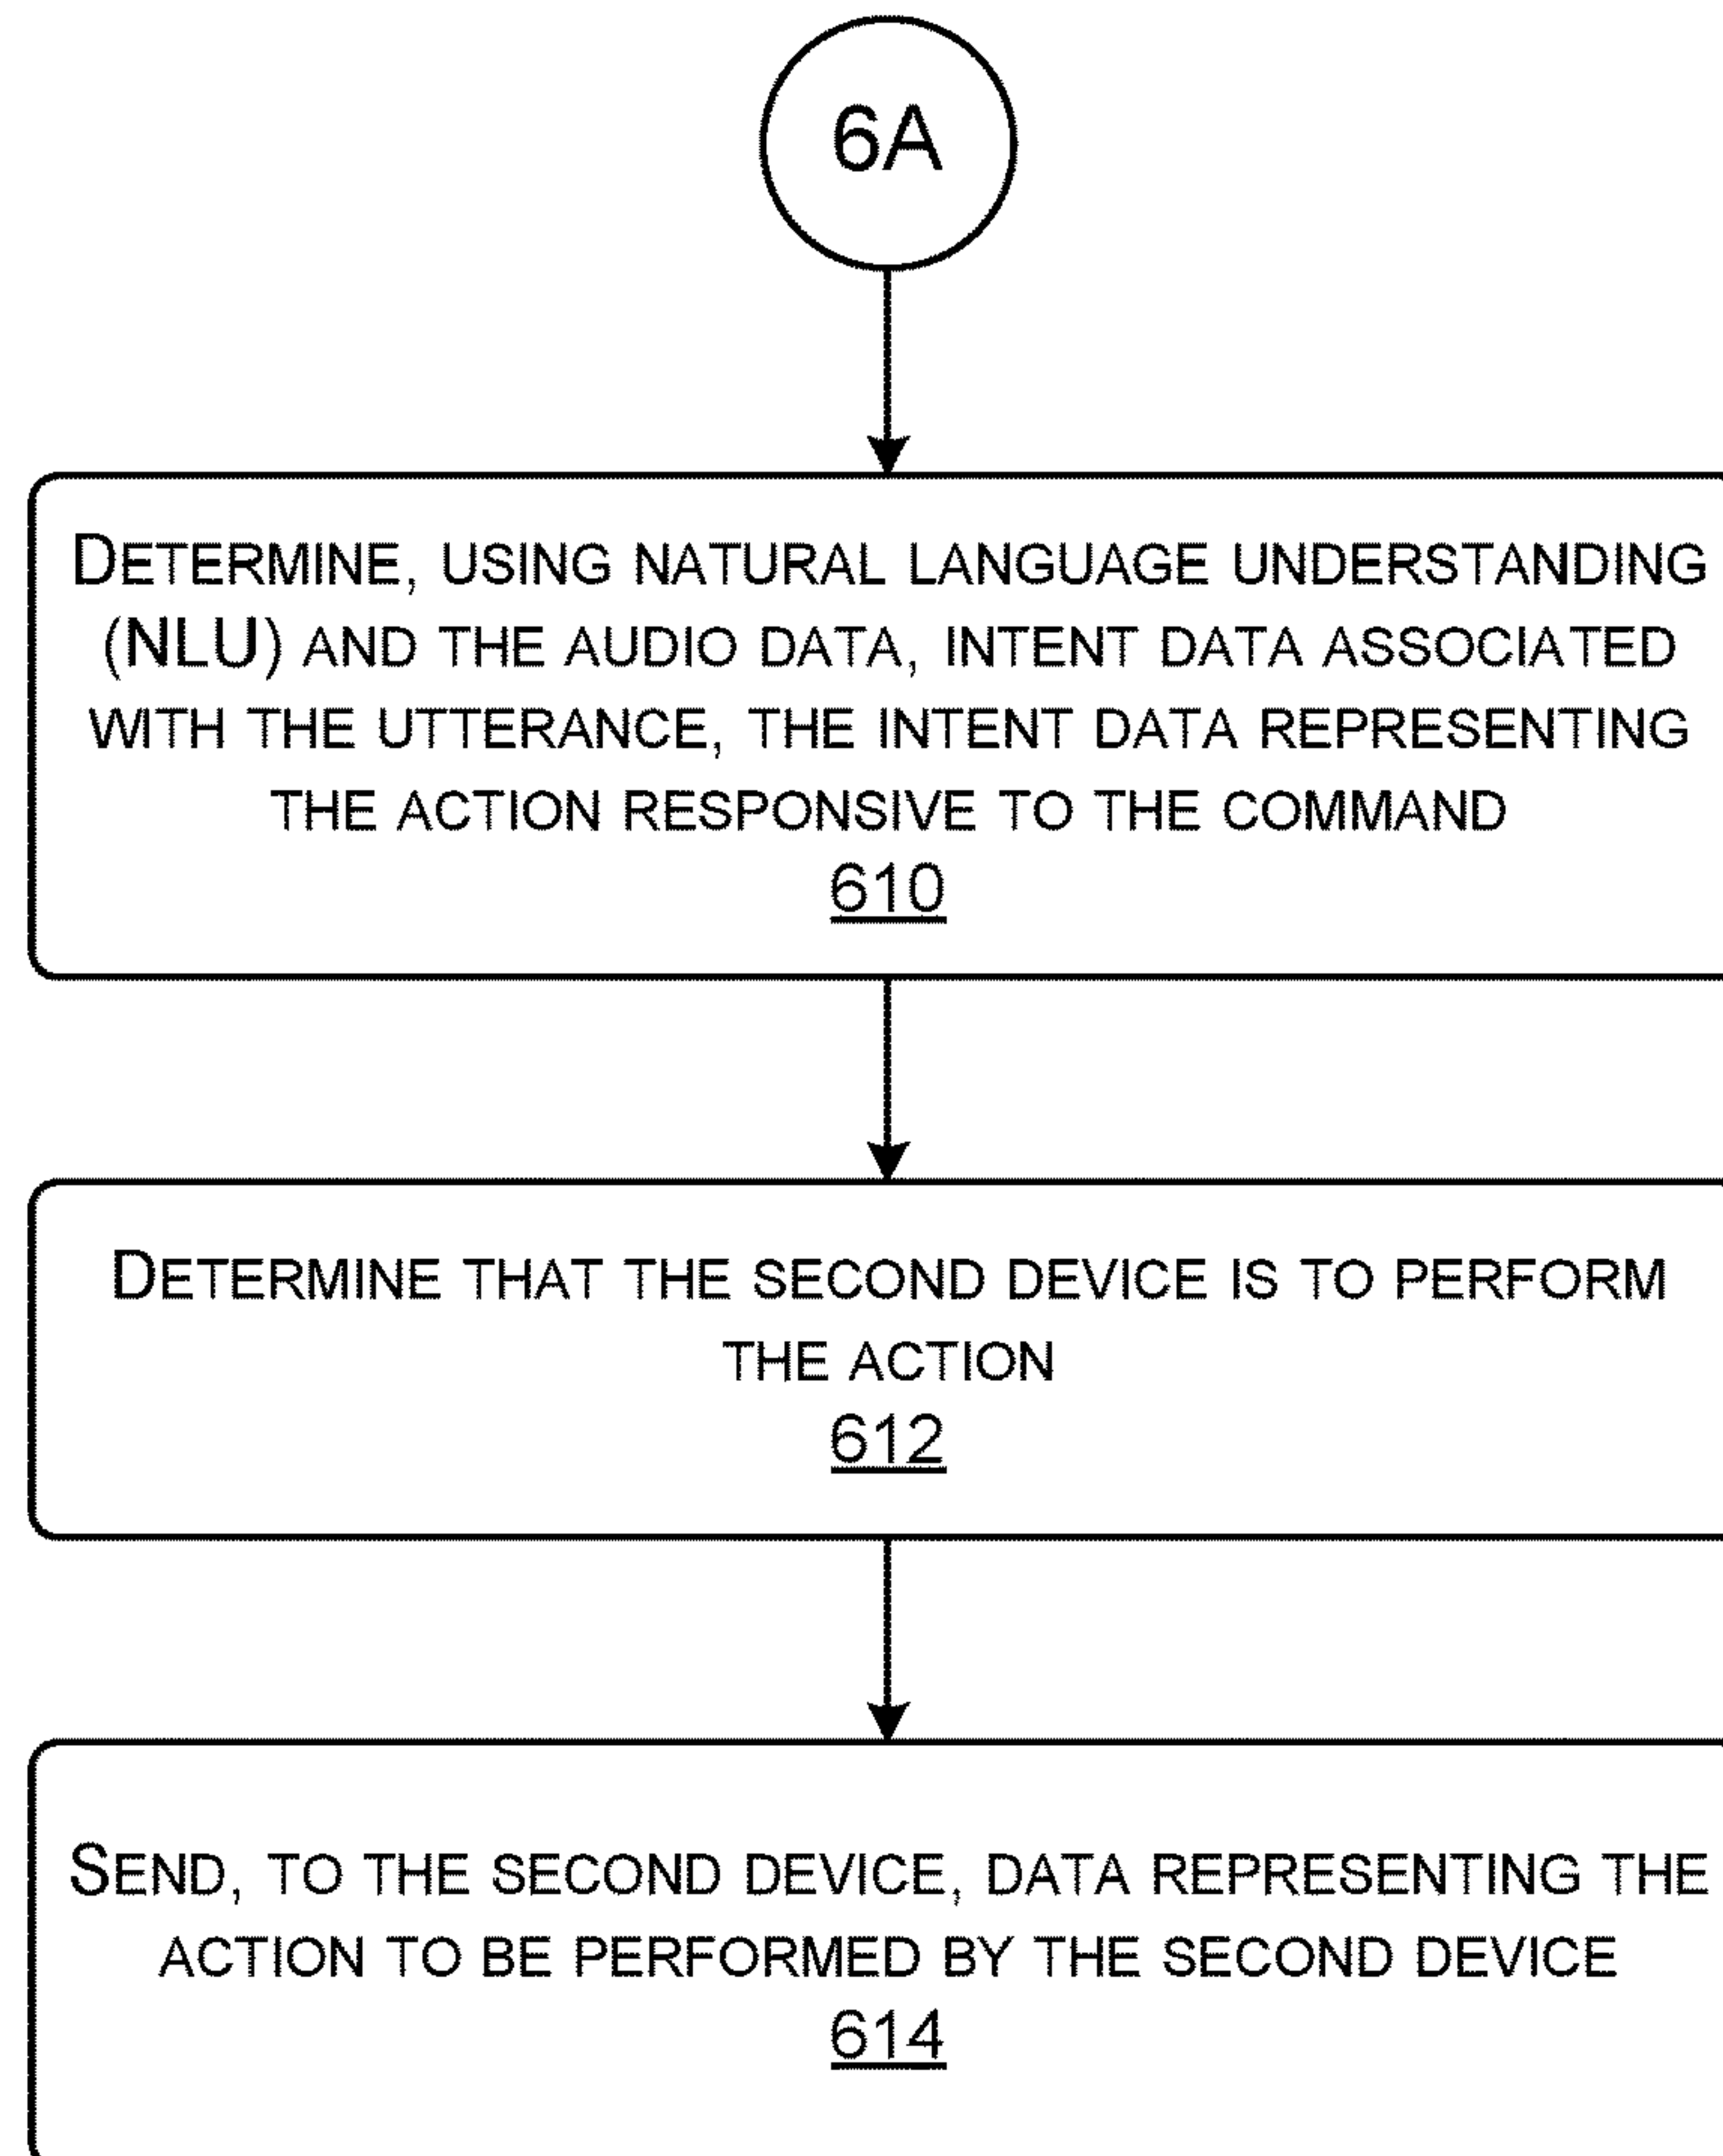 6A
DETERMINE, USING NATURAL LANGUAGE UNDERSTANDING
(NLU) AND THE AUDIO DATA, INTENT DATA ASSOCIATED
WITH THE UTTERANCE, THE INTENT DATA REPRESENTING
THE ACTION RESPONSIVE TO THE COMMAND
610
DETERMINE THAT THE SECOND DEVICE IS TO PERFORM
THE ACTION
612
SEND, TO THE SECOND DEVICE, DATA REPRESENTING THE
ACTION TO BE PERFORMED BY THE SECOND DEVICE
614